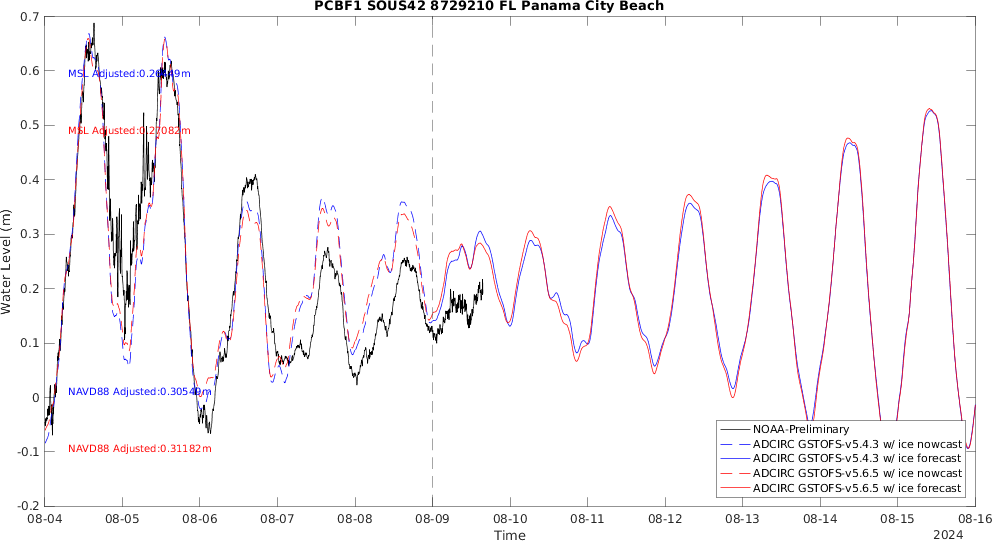 PCBF1 SOUS42 8729210 FL Panama City Beach
Water Level (m)
0.7
0.6
0.5
0.4
0.3
0.2
0.1
0
-0.1
-0.2
MSL Adjusted:
MSL Adjusted:0.27082m
NAVD88 Adjusted:0.30549m
NAVD88 Adjusted:0.31182m
NOAA-Preliminary
ADCIRC GSTOFS-v5.4.3 w/ ice nowcast
ADCIRC GSTOFS-v5.4.3 w/ ice forecast
ADCIRC GSTOFS-v5.6.5 w/ ice nowcast
ADCIRC GSTOFS-v5.6.5 w/ ice forecast
08-04 08-05 08-06 08-07 08-08 08-09 08-10 08-11 08-12 08-13 08-14 08-15 08-16
Time
2024